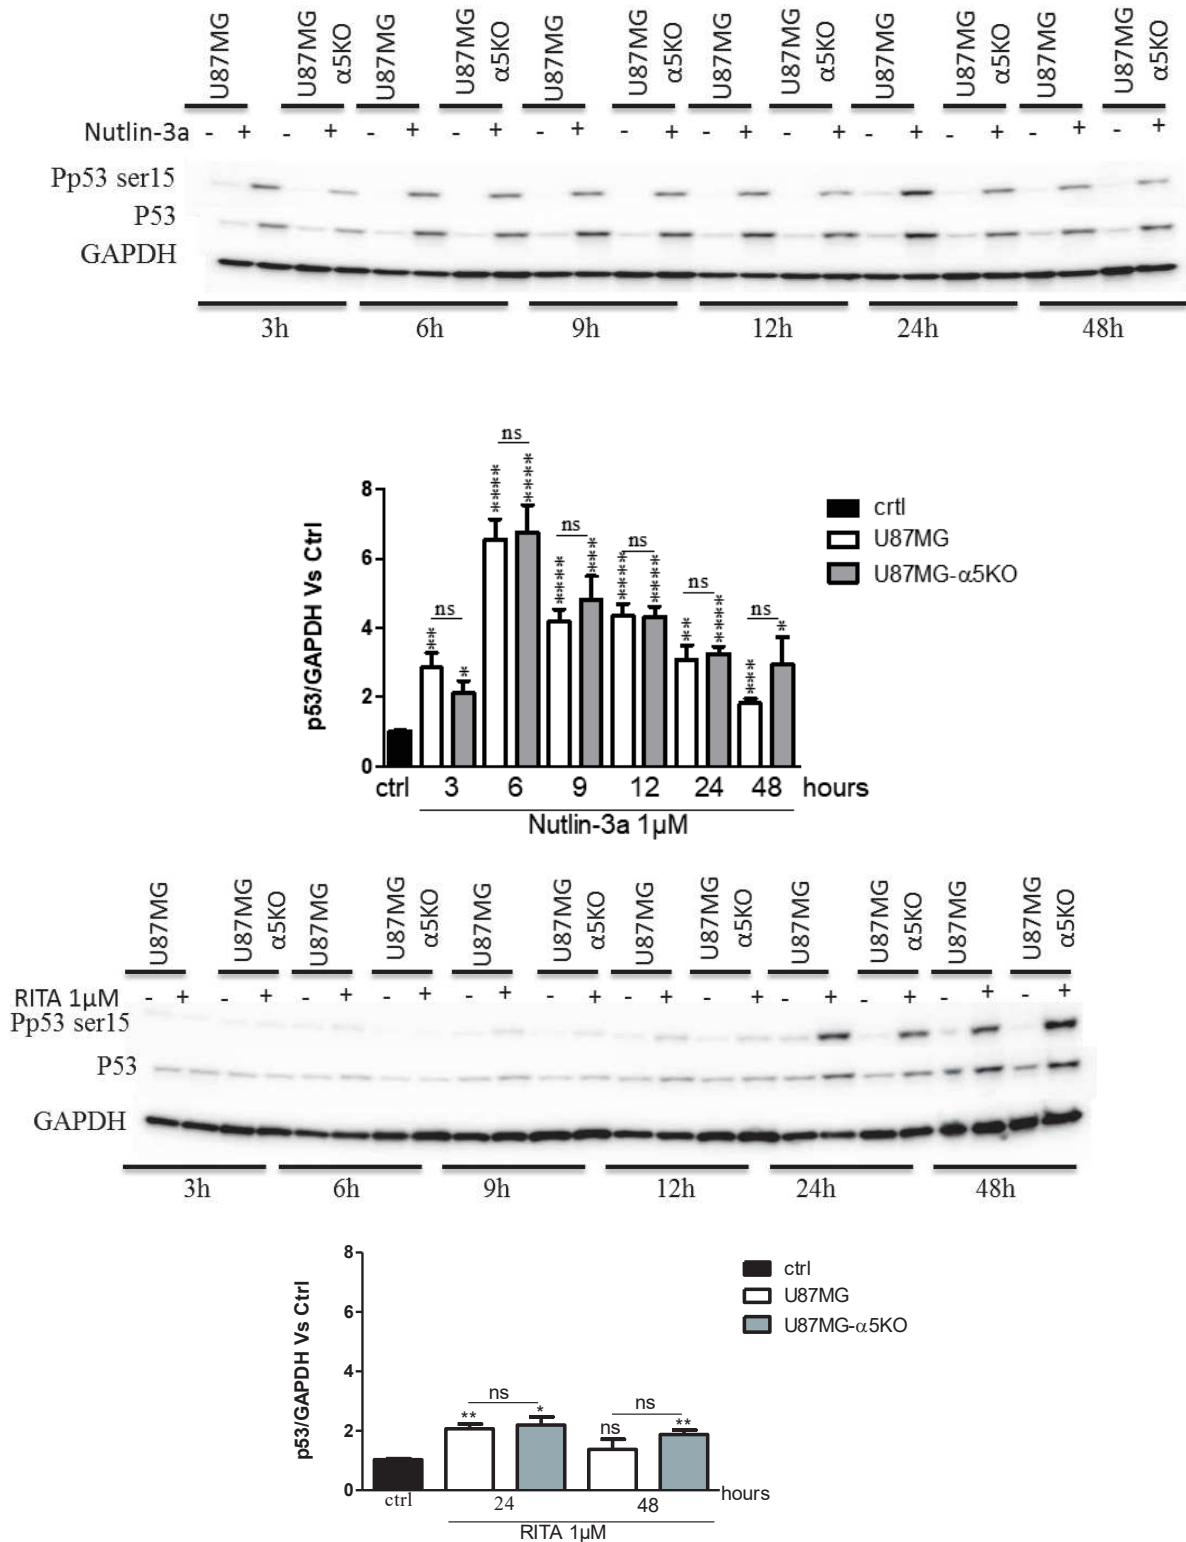 U87MG U87MG α5KO U87MG U87MG α5KO U87MG U87MG α5KO U87MG U87MG α5KO U87MG U87MG α5KO U87MG U87MG α5KO
Nutlin-3a - + - + - + - + - + - + - + - + - + - + - + - +
Pp53 ser15
P53
GAPDH
3h 6h 9h 12h 24h 48h
p53/GAPDH Vs Ctrl
8
6
4
2
0
ns ns ns ns ns ns
** * **** **** **** **** **** **** ** **** *** *
crtl
U87MG
U87MG-α5KO
ctrl 3 6 9 12 24 48 hours
Nutlin-3a 1µM
U87MG U87MG α5KO U87MG U87MG α5KO U87MG U87MG α5KO U87MG U87MG α5KO U87MG U87MG α5KO U87MG U87MG α5KO
RITA 1µM - + - + - + - + - + - + - + - + - + - + - + - +
Pp53 ser15
P53
GAPDH
3h 6h 9h 12h 24h 48h
p53/GAPDH Vs Ctrl
8
6
4
2
0
ns ns
** * ns **
ctrl
U87MG
U87MG-α5KO
ctrl 24 48 hours
RITA 1µM